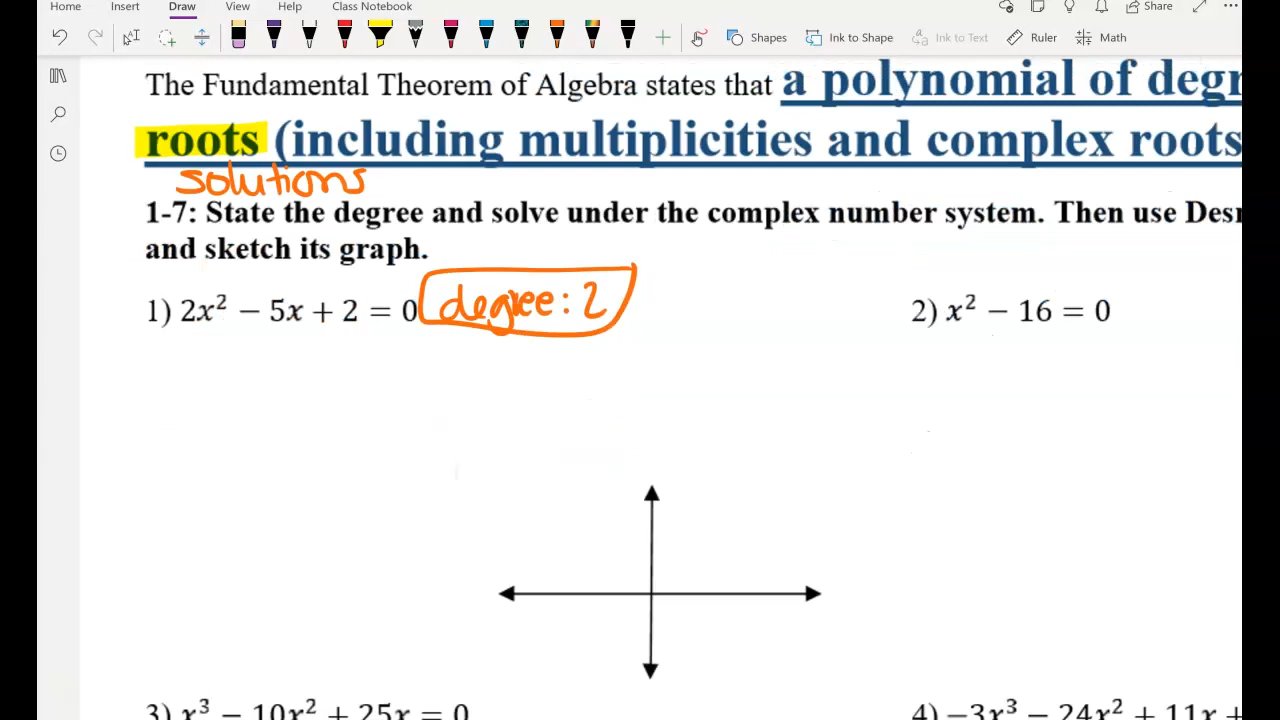 Home Insert Draw View Help Class Notebook Share
Shapes Ink to Shape Ink to Text Ruler Math
The Fundamental Theorem of Algebra states that a polynomial of degr
roots (including multiplicities and complex roots
solutions
1-7: State the degree and solve under the complex number system. Then use Desm
and sketch its graph.
1) 2x² − 5x + 2 = 0 degree: 2 2) x² − 16 = 0
3) x³ − 10x² + 25x = 0 4) −3x³ − 24x² + 11x +